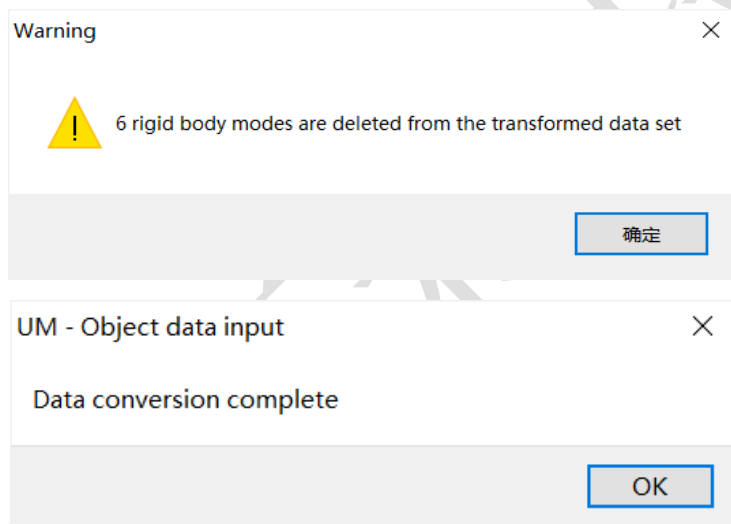 Warning
6 rigid body modes are deleted from the transformed data set
确定
UM - Object data input
Data conversion complete
OK